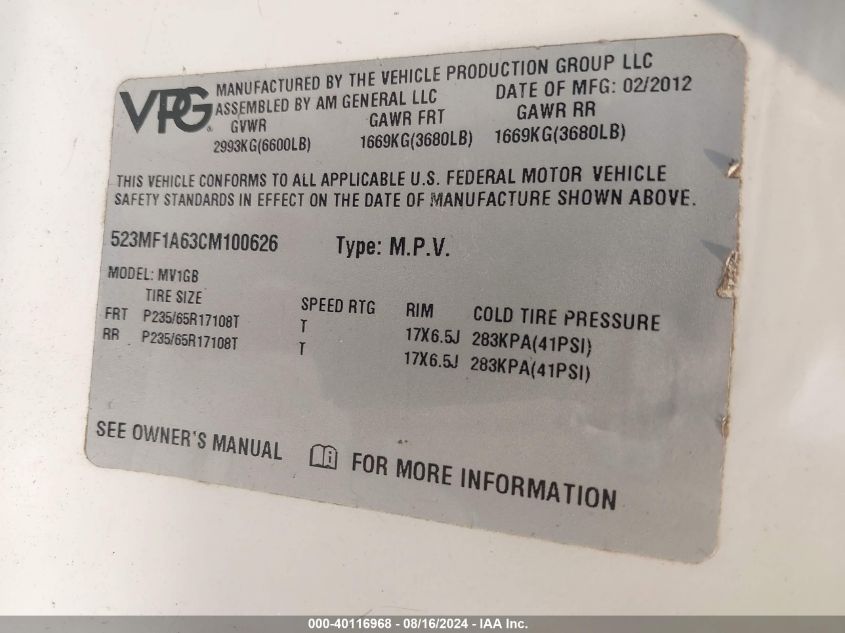 VPG MANUFACTURED BY THE VEHICLE PRODUCTION GROUP LLC
ASSEMBLED BY AM GENERAL LLC DATE OF MFG: 02/2012
GVWR GAWR FRT GAWR RR
2993KG(6600LB) 1669KG(3680LB) 1669KG(3680LB)
THIS VEHICLE CONFORMS TO ALL APPLICABLE U.S. FEDERAL MOTOR VEHICLE
SAFETY STANDARDS IN EFFECT ON THE DATE OF MANUFACTURE SHOWN ABOVE.
523MF1A63CM100626 Type: M.P.V.
MODEL: MV1GB
TIRE SIZE SPEED RTG RIM COLD TIRE PRESSURE
FRT P235/65R17108T T 17X6.5J 283KPA(41PSI)
RR P235/65R17108T T 17X6.5J 283KPA(41PSI)
SEE OWNER'S MANUAL FOR MORE INFORMATION
000-40116968 - 08/16/2024 - IAA Inc.